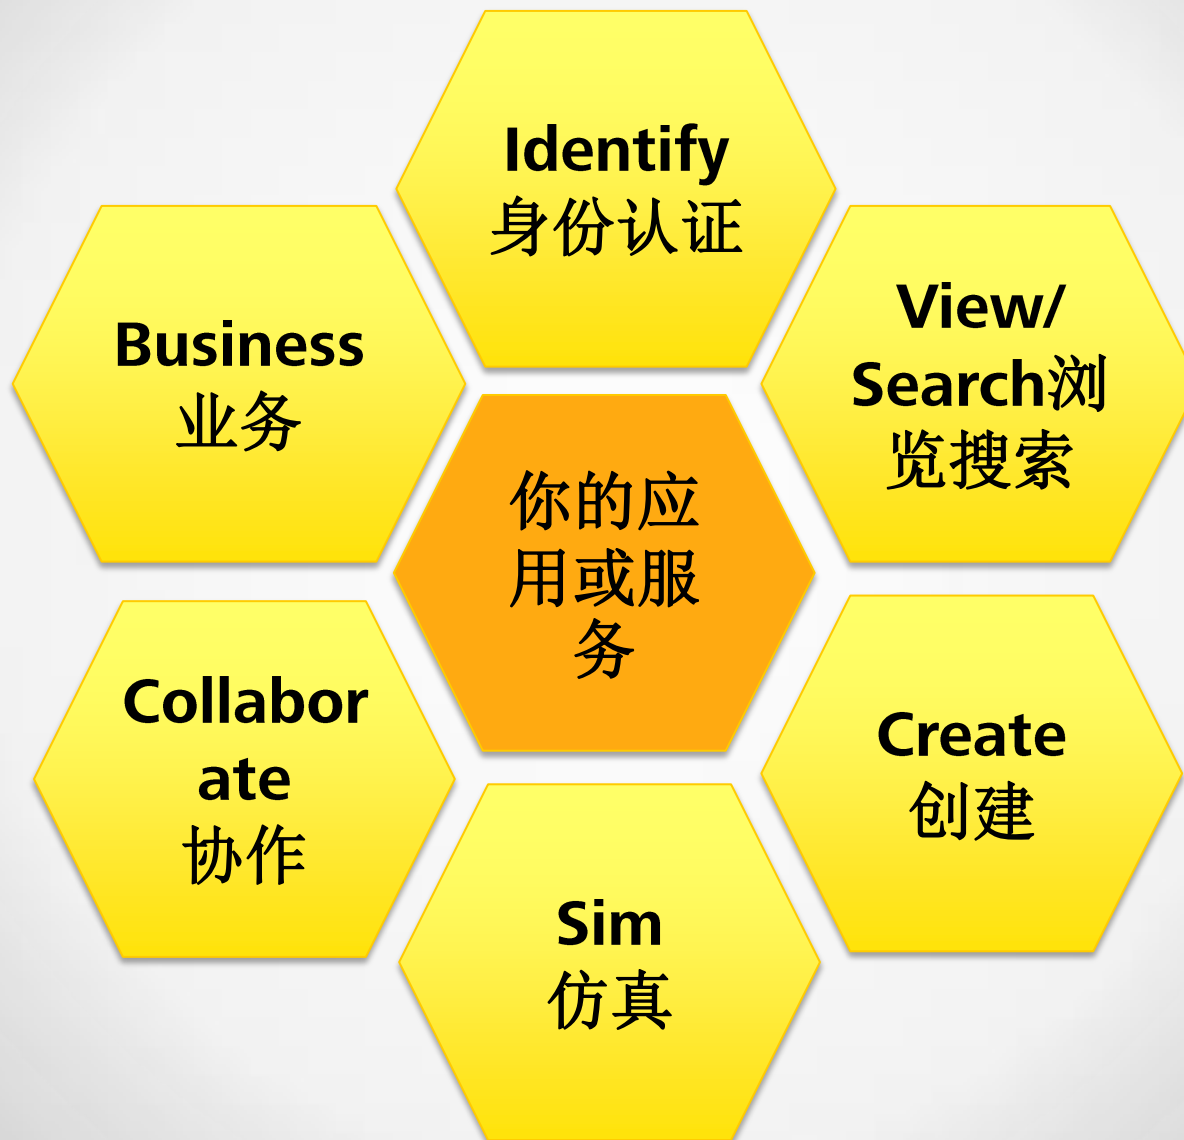 Identify
身份认证
Business
业务
View/
Search浏
览搜索
你的应
用或服
务
Collabor
ate
协作
Create
创建
Sim
仿真